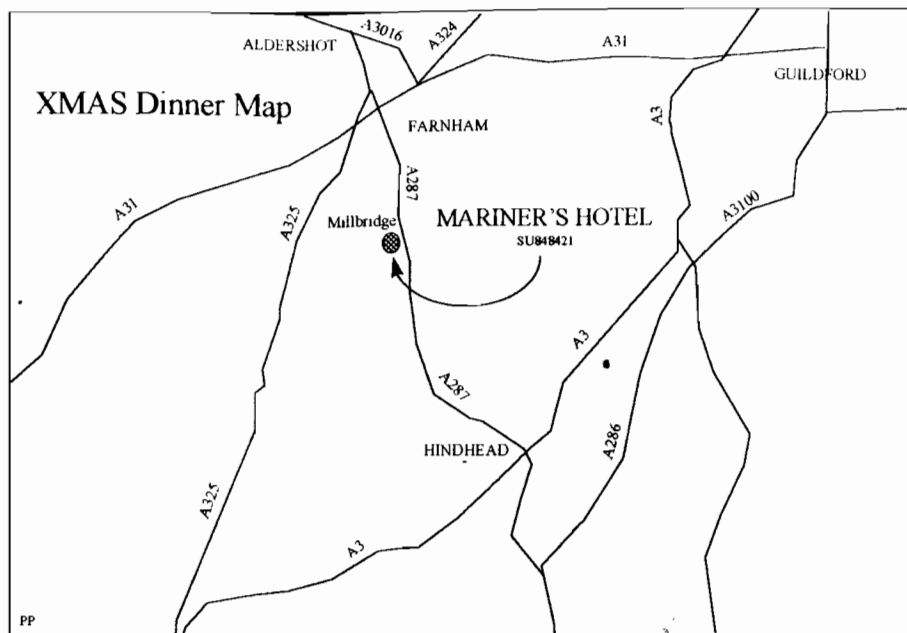 A3016
A324
ALDERSHOT
A31
GUILDFORD
XMAS Dinner Map
A3
FARNHAM
A287
A3100
A31
A325
Millbridge
MARINER'S HOTEL
SU848421
A3
A287
HINDHEAD
A286
A325
A3
PP